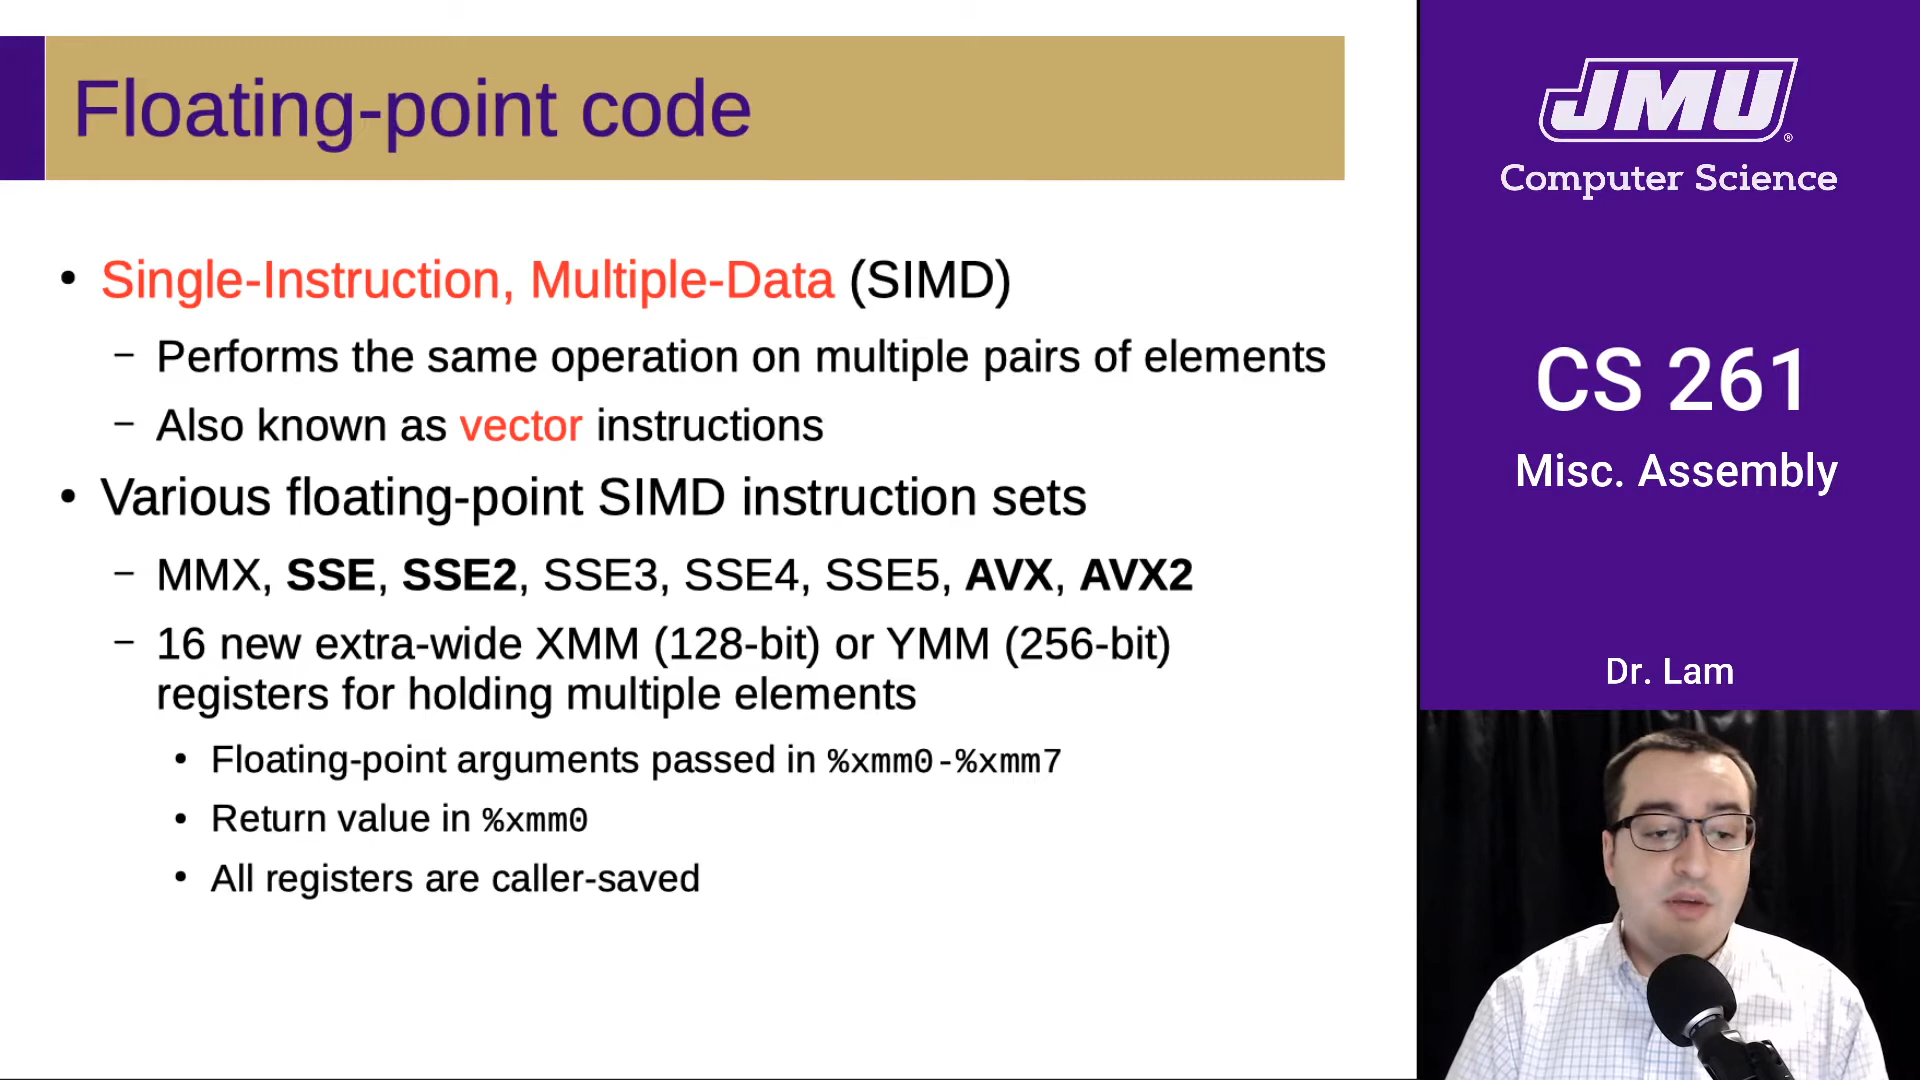 Floating-point code
• Single-Instruction, Multiple-Data (SIMD)
– Performs the same operation on multiple pairs of elements
– Also known as vector instructions
• Various floating-point SIMD instruction sets
– MMX, SSE, SSE2, SSE3, SSE4, SSE5, AVX, AVX2
– 16 new extra-wide XMM (128-bit) or YMM (256-bit)
registers for holding multiple elements
• Floating-point arguments passed in %xmm0-%xmm7
• Return value in %xmm0
• All registers are caller-saved
JMU®
Computer Science
CS 261
Misc. Assembly
Dr. Lam